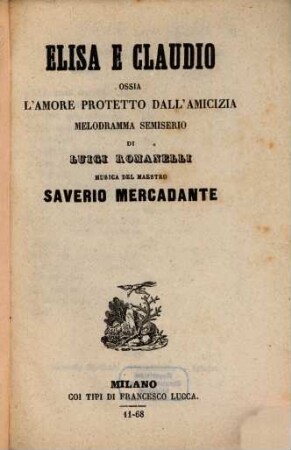 ELISA E CLAUDIO
OSSIA
L'AMORE PROTETTO DALL'AMICIZIA
MELODRAMMA SEMISERIO
DI
LUIGI ROMANELLI
MUSICA DEL MAESTRO
SAVERIO MERCADANTE
MILANO
COI TIPI DI FRANCESCO LUCCA.
11-68